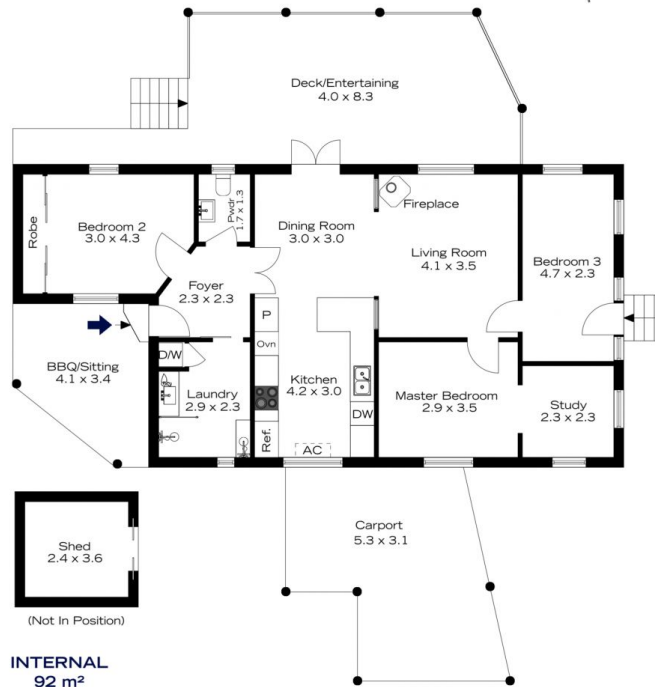 Deck/Entertaining
4.0 x 8.3
Robe
Bedroom 2
3.0 x 4.3
Pwdr
1.7 x 1.3
Dining Room
3.0 x 3.0
Fireplace
Living Room
4.1 x 3.5
Bedroom 3
4.7 x 2.3
Foyer
2.3 x 2.3
P
Ovn
BBQ/Sitting
4.1 x 3.4
D/W
Laundry
2.9 x 2.3
Kitchen
4.2 x 3.0
DW
Ref.
AC
Master Bedroom
2.9 x 3.5
Study
2.3 x 2.3
Carport
5.3 x 3.1
Shed
2.4 x 3.6
(Not In Position)
INTERNAL
92 m²